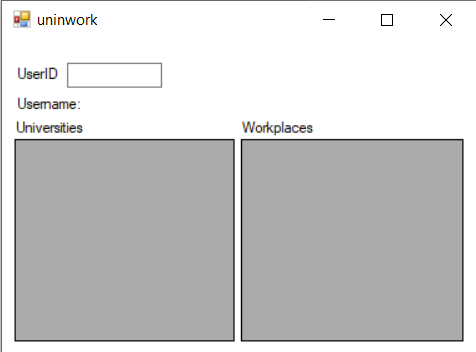 uninwork
UserID
Username:
Universities
Workplaces